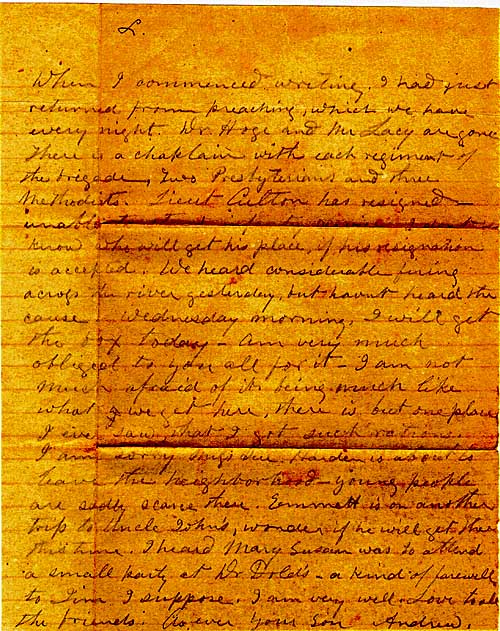 When I commenced writing, I had just
returned from preaching, which we have
every night. Dr Hoge and Mr Lacy are gone
There is a chaplain with each regiment of
the brigade, Two Presbyterians and three
Methodists. Lieut Culton has resigned -
unable to
know who will get his place, if his resignation
is accepted. We heard considerable firing
across the river yesterday, but havnt heard the
cause - Wednesday morning, I will get
the box today - Am very much
obliged to you all for it - I am not
much afraid of its being much like
what we get here, there is but one place
I ive saw that I got such rations.
I am sorry Miss Harden is about to
leave the neighborhood - young people
are sadly scarce there. Emmett is on another
trip to Uncle John's, wonder if he will get there
this time. I heard Mary Susan was to attend
a small party at Dr Dold's - a kind of farewell
to Jim I suppose. I am very well - Love to all
the friends. As ever your Son Andrew.